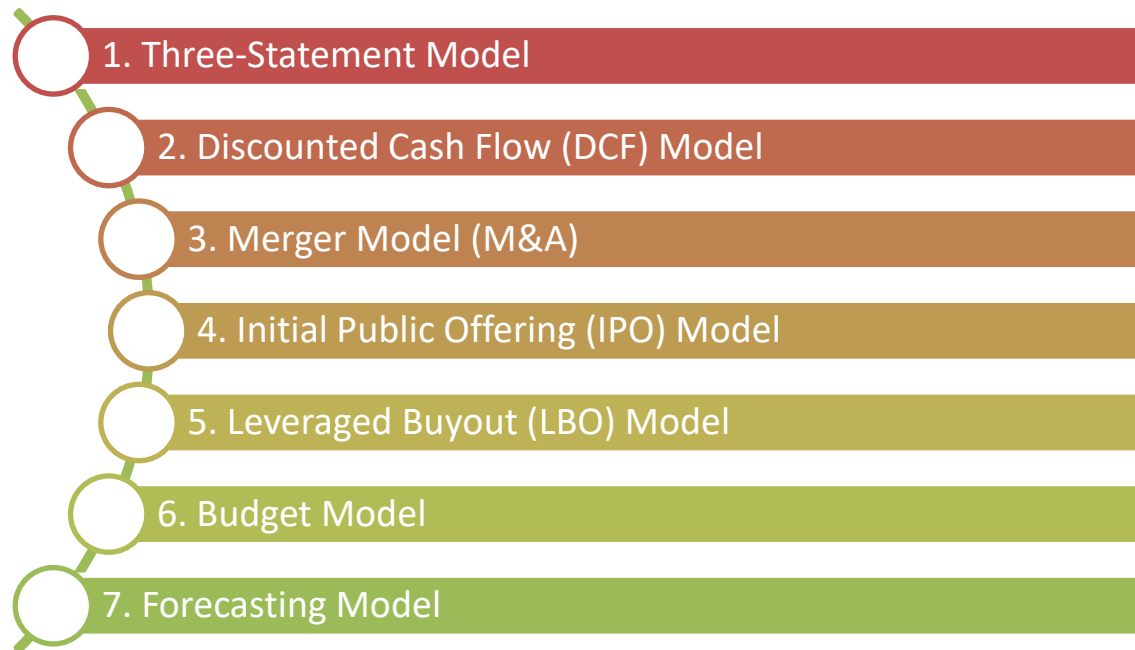 1. Three-Statement Model
2. Discounted Cash Flow (DCF) Model
3. Merger Model (M&A)
4. Initial Public Offering (IPO) Model
5. Leveraged Buyout (LBO) Model
6. Budget Model
7. Forecasting Model